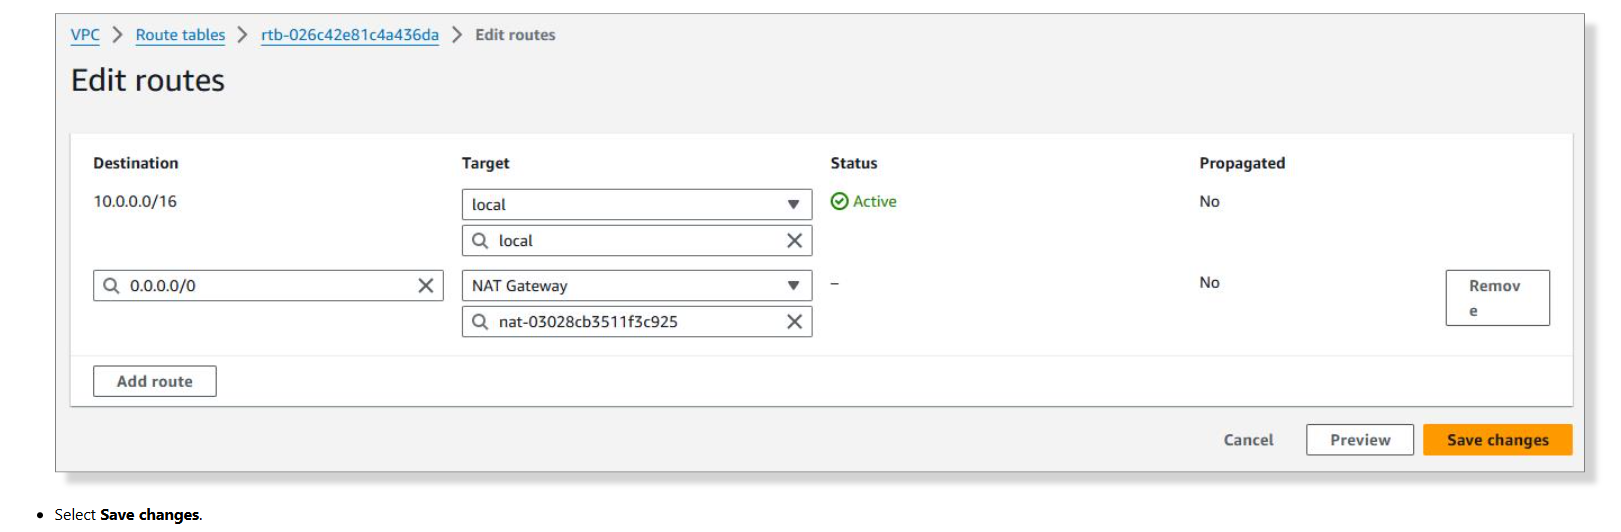 VPC > Route tables > rtb-026c42e81c4a436da > Edit routes
Edit routes
Destination Target Status Propagated
10.0.0.0/16 local Active No
local
0.0.0.0/0 NAT Gateway – No Remov
e
nat-03028cb3511f3c925
Add route
Cancel Preview Save changes
• Select Save changes.